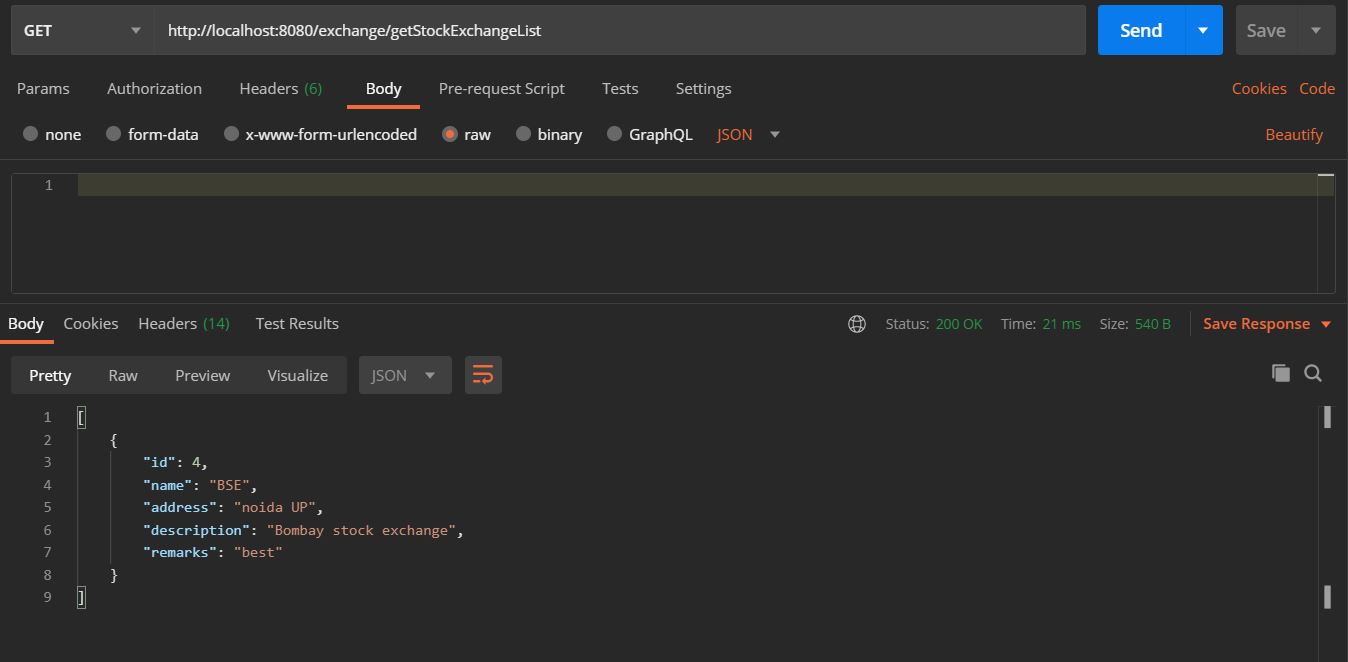 GET http://localhost:8080/exchange/getStockExchangeList Send Save
Params Authorization Headers (6) Body Pre-request Script Tests Settings Cookies Code
none form-data x-www-form-urlencoded raw binary GraphQL JSON Beautify
1
Body Cookies Headers (14) Test Results Status: 200 OK Time: 21 ms Size: 540 B Save Response
Pretty Raw Preview Visualize JSON
1 [
2 {
3 "id": 4,
4 "name": "BSE",
5 "address": "noida UP",
6 "description": "Bombay stock exchange",
7 "remarks": "best"
8 }
9 ]